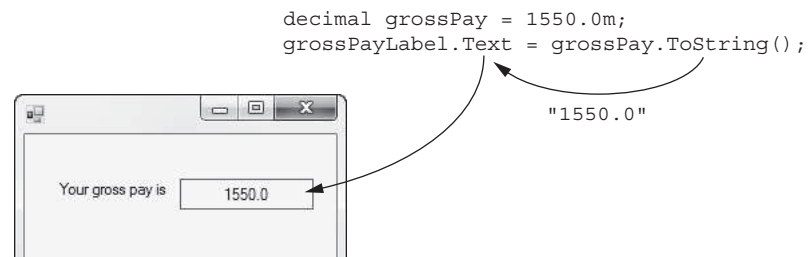 decimal grossPay = 1550.0m;
grossPayLabel.Text = grossPay.ToString();
"1550.0"
Your gross pay is 1550.0